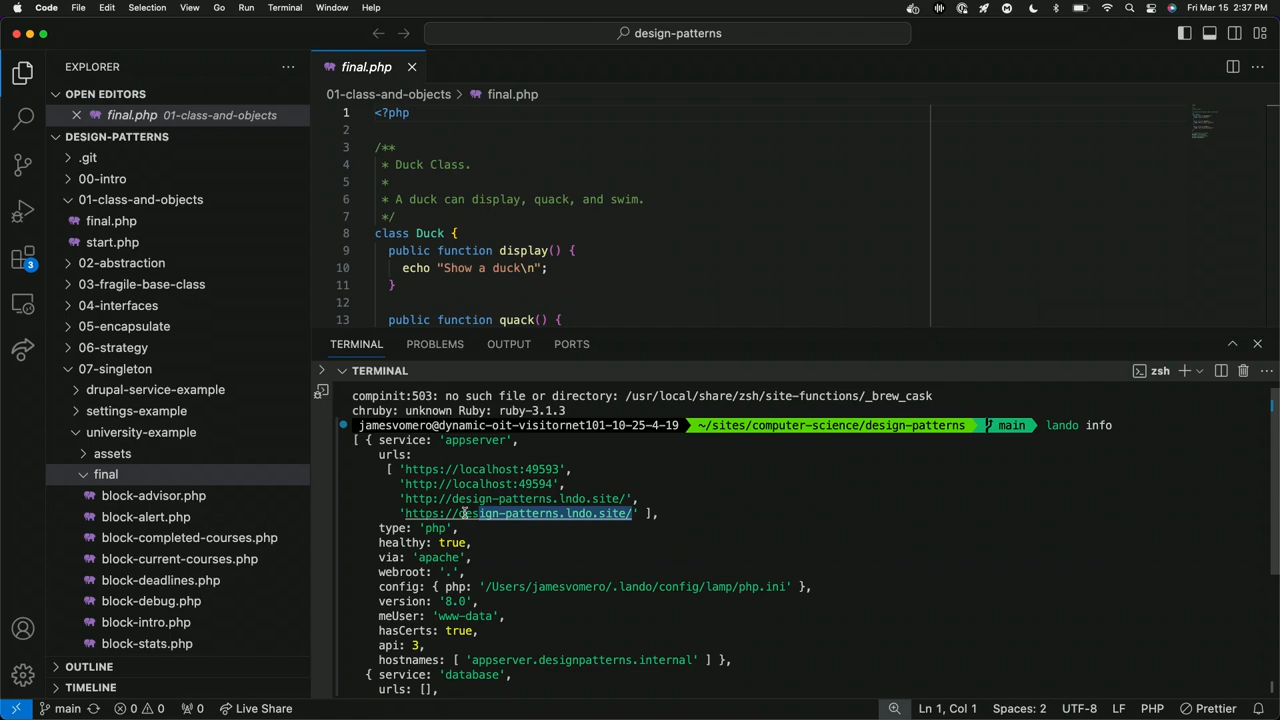 Code File Edit Selection View Go Run Terminal Window Help Fri Mar 15 2:37 PM
design-patterns
EXPLORER
final.php
OPEN EDITORS
01-class-and-objects > final.php
final.php 01-class-and-objects
DESIGN-PATTERNS
.git
00-intro
01-class-and-objects
final.php
start.php
02-abstraction
03-fragile-base-class
04-interfaces
05-encapsulate
06-strategy
07-singleton
drupal-service-example
settings-example
university-example
assets
final
block-advisor.php
block-alert.php
block-completed-courses.php
block-current-courses.php
block-deadlines.php
block-debug.php
block-intro.php
block-stats.php
OUTLINE
TIMELINE
3
1 <?php
2
3 /**
4 * Duck Class.
5 *
6 * A duck can display, quack, and swim.
7 */
8 class Duck {
9 public function display() {
10 echo "Show a duck\n";
11 }
12
13 public function quack() {
TERMINAL PROBLEMS OUTPUT PORTS
TERMINAL zsh
compinit:503: no such file or directory: /usr/local/share/zsh/site-functions/_brew_cask
chruby: unknown Ruby: ruby-3.1.3
jamesvomero@dynamic-oit-visitornet101-10-25-4-19 ~/sites/computer-science/design-patterns main lando info
[ { service: 'appserver',
urls:
[ 'https://localhost:49593',
'http://localhost:49594',
'http://design-patterns.lndo.site/',
'https://design-patterns.lndo.site/' ],
type: 'php',
healthy: true,
via: 'apache',
webroot: '.',
config: { php: '/Users/jamesvomero/.lando/config/lamp/php.ini' },
version: '8.0',
meUser: 'www-data',
hasCerts: true,
api: 3,
hostnames: [ 'appserver.designpatterns.internal' ] },
{ service: 'database',
urls: [],
main 0 0 0 Live Share Ln 1, Col 1 Spaces: 2 UTF-8 LF PHP Prettier